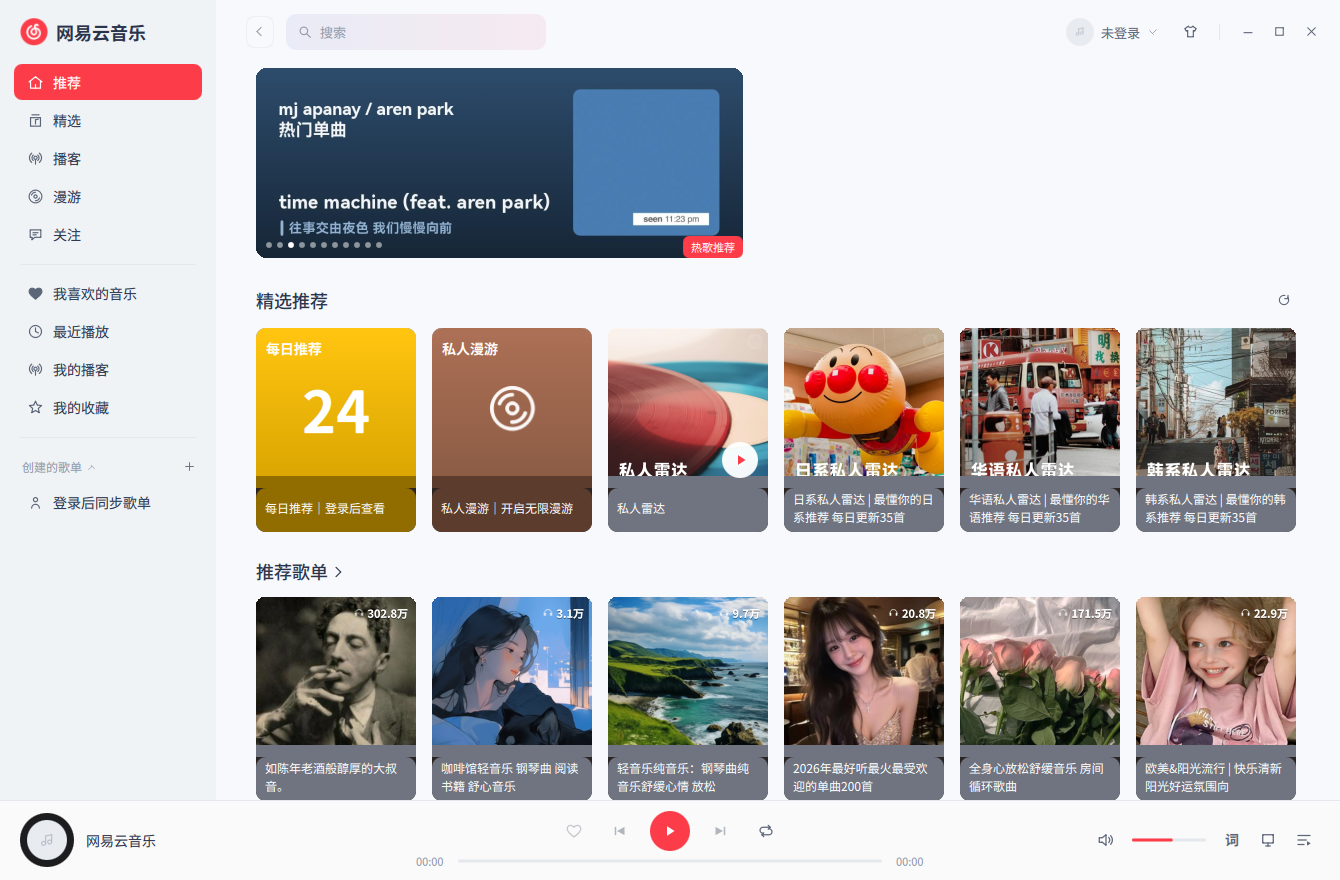 网易云音乐
搜索
未登录
推荐
精选
播客
漫游
关注
我喜欢的音乐
最近播放
我的播客
我的收藏
创建的歌单
登录后同步歌单
mj apanay / aren park
热门单曲
time machine (feat. aren park)
往事交由夜色 我们慢慢向前
seen 11:23 pm
热歌推荐
精选推荐
每日推荐
24
每日推荐｜登录后查看
私人漫游
私人漫游｜开启无限漫游
私人雷达
私人雷达
日系私人雷达
日系私人雷达 | 最懂你的日
系推荐 每日更新35首
K
明
找换
华语私人雷达
华语私人雷达 | 最懂你的华
语推荐 每日更新35首
FOREST
韩系私人雷达
韩系私人雷达 | 最懂你的韩
系推荐 每日更新35首
推荐歌单
302.8万
如陈年老酒般醇厚的大叔
音。
3.1万
咖啡馆轻音乐 钢琴曲 阅读
书籍 舒心音乐
9.7万
轻音乐纯音乐：钢琴曲纯
音乐舒缓心情 放松
20.8万
2026年最好听最火最受欢
迎的单曲200首
171.5万
全身心放松舒缓音乐 房间
循环歌曲
22.9万
欧美&阳光流行 | 快乐清新
阳光好运氛围向
网易云音乐
00:00
00:00
词